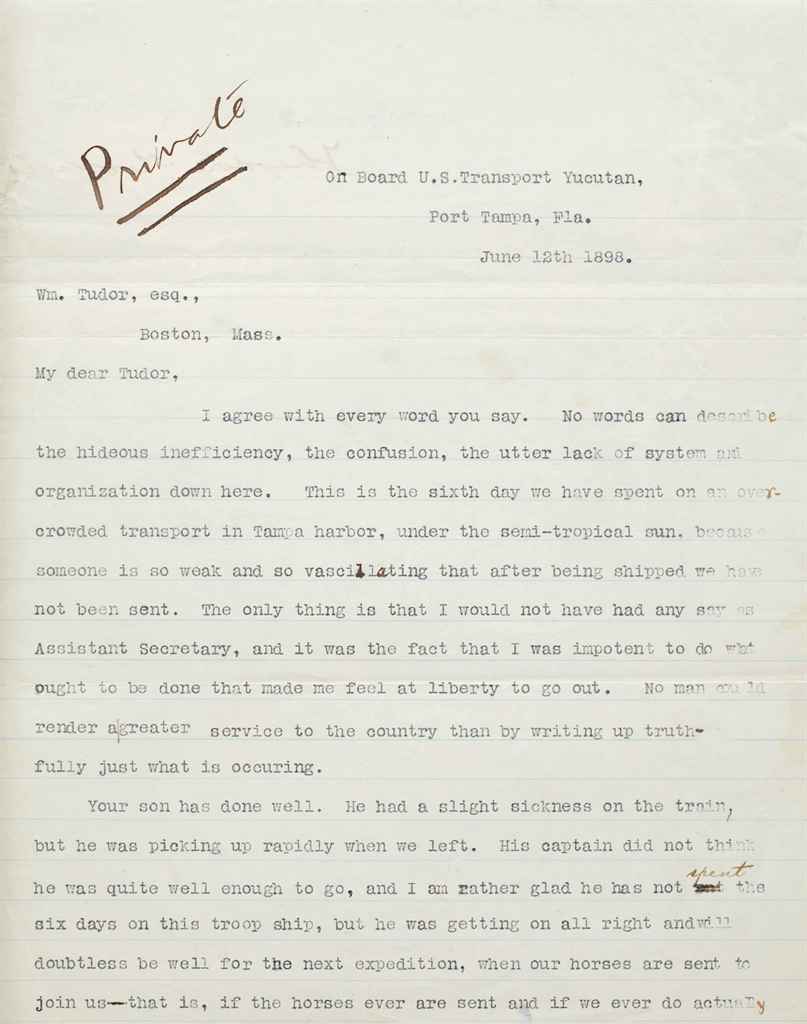 Private
On Board U.S.Transport Yucutan,
Port Tampa, Fla.
June 12th 1898.
Wm. Tudor, esq.,
Boston, Mass.
My dear Tudor,
I agree with every word you say. No words can describe
the hideous inefficiency, the confusion, the utter lack of system and
organization down here. This is the sixth day we have spent on an over-
crowded transport in Tampa harbor, under the semi-tropical sun, because
someone is so weak and so vascillating that after being shipped we have
not been sent. The only thing is that I would not have had any say as
Assistant Secretary, and it was the fact that I was impotent to do what
ought to be done that made me feel at liberty to go out. No man could
render a|greater service to the country than by writing up truth-
fully just what is occuring.
Your son has done well. He had a slight sickness on the train,
but he was picking up rapidly when we left. His captain did not think
spent
he was quite well enough to go, and I am rather glad he has not the
six days on this troop ship, but he was getting on all right andwill
doubtless be well for the next expedition, when our horses are sent to
join us—that is, if the horses ever are sent and if we ever do actually